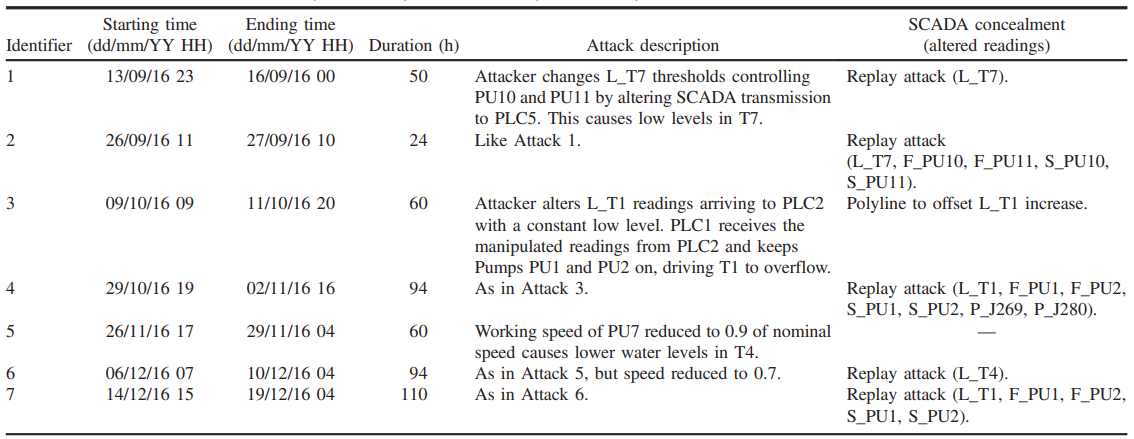 Starting time Ending time SCADA concealment
Identifier (dd/mm/YY HH) (dd/mm/YY HH) Duration (h) Attack description (altered readings)
1 13/09/16 23 16/09/16 00 50 Attacker changes L_T7 thresholds controlling Replay attack (L_T7).
PU10 and PU11 by altering SCADA transmission
to PLC5. This causes low levels in T7.
2 26/09/16 11 27/09/16 10 24 Like Attack 1. Replay attack
(L_T7, F_PU10, F_PU11, S_PU10,
S_PU11).
3 09/10/16 09 11/10/16 20 60 Attacker alters L_T1 readings arriving to PLC2 Polyline to offset L_T1 increase.
with a constant low level. PLC1 receives the
manipulated readings from PLC2 and keeps
Pumps PU1 and PU2 on, driving T1 to overflow.
4 29/10/16 19 02/11/16 16 94 As in Attack 3. Replay attack (L_T1, F_PU1, F_PU2,
S_PU1, S_PU2, P_J269, P_J280).
5 26/11/16 17 29/11/16 04 60 Working speed of PU7 reduced to 0.9 of nominal —
speed causes lower water levels in T4.
6 06/12/16 07 10/12/16 04 94 As in Attack 5, but speed reduced to 0.7. Replay attack (L_T4).
7 14/12/16 15 19/12/16 04 110 As in Attack 6. Replay attack (L_T1, F_PU1, F_PU2,
S_PU1, S_PU2).